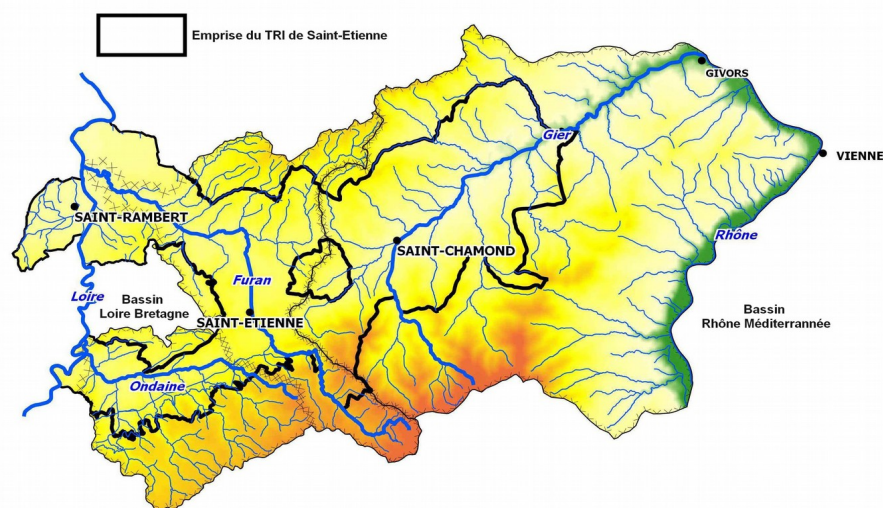 Emprise du TRI de Saint-Etienne
GIVORS
Gier
VIENNE
SAINT-RAMBERT
SAINT-CHAMOND
Rhône
Loire
Bassin
Loire Bretagne
Furan
SAINT-ETIENNE
Bassin
Rhône Méditerrannée
Ondaine